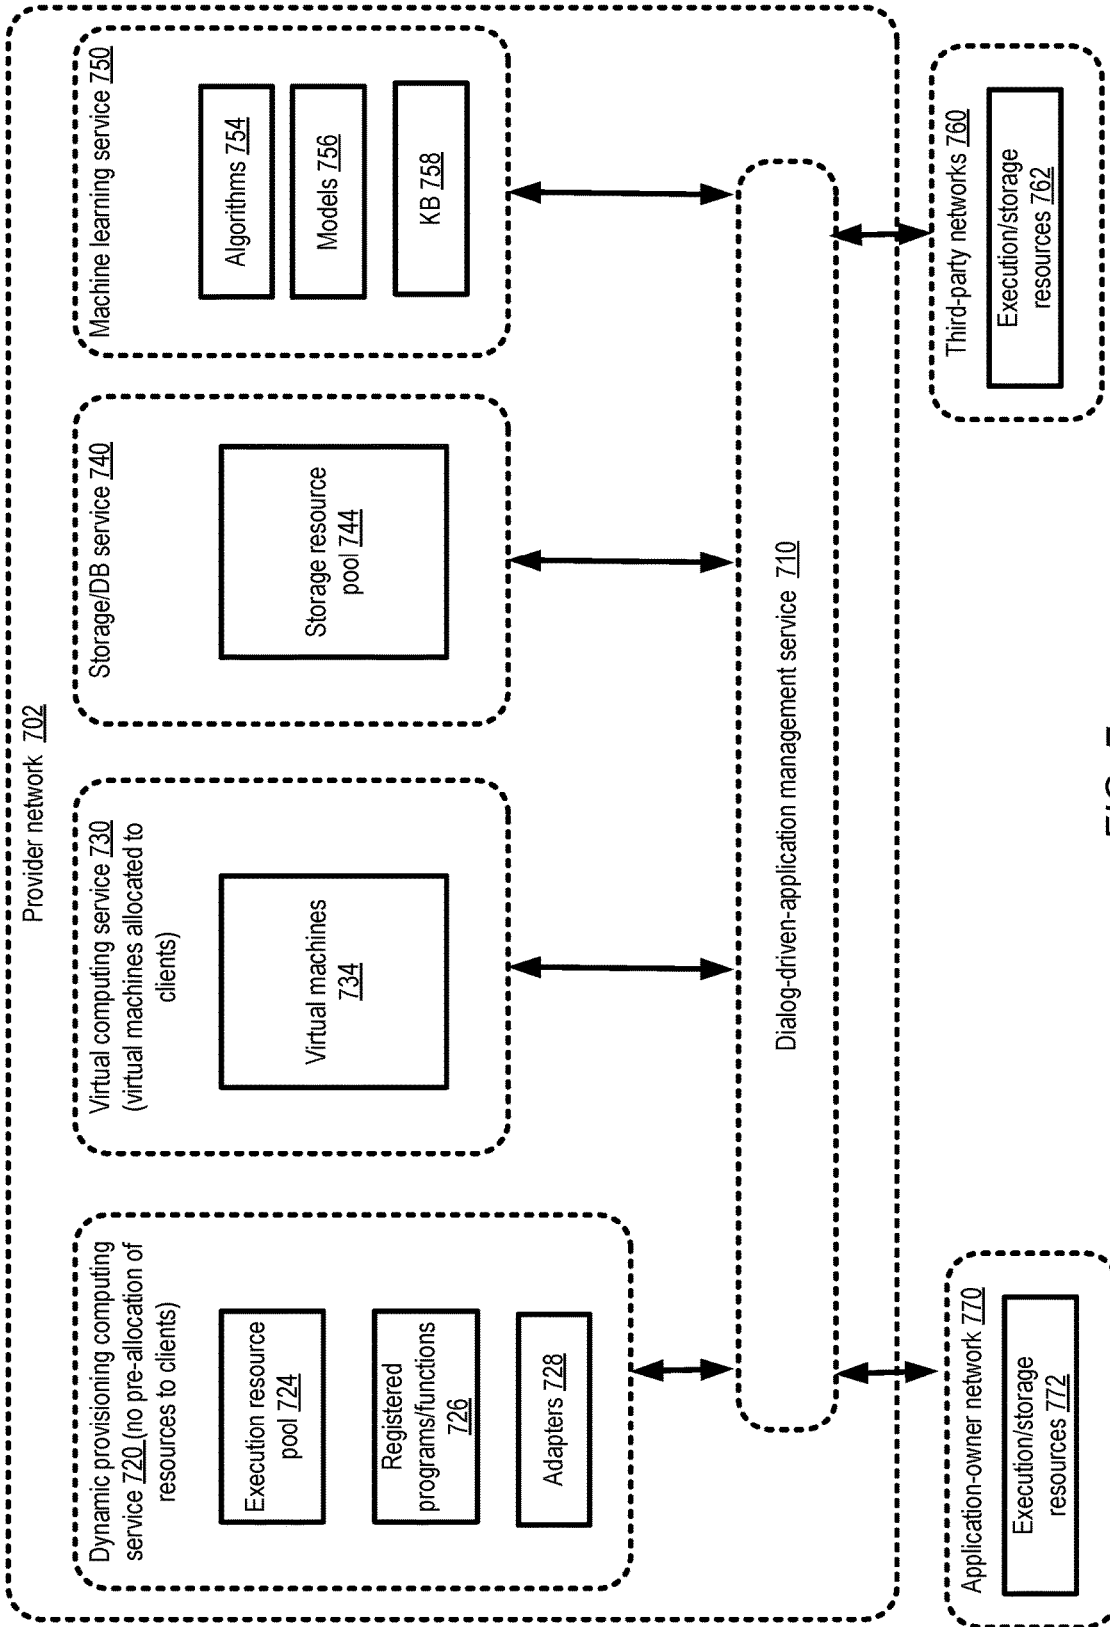 Provider network 702
Dynamic provisioning computing
service 720 (no pre-allocation of
resources to clients)
Execution resource
pool 724
Registered
programs/functions
726
Adapters 728
Virtual computing service 730
(virtual machines allocated to
clients)
Virtual machines
734
Storage/DB service 740
Storage resource
pool 744
Machine learning service 750
Algorithms 754
Models 756
KB 758
Dialog-driven-application management service 710
Application-owner network 770
Execution/storage
resources 772
Third-party networks 760
Execution/storage
resources 762